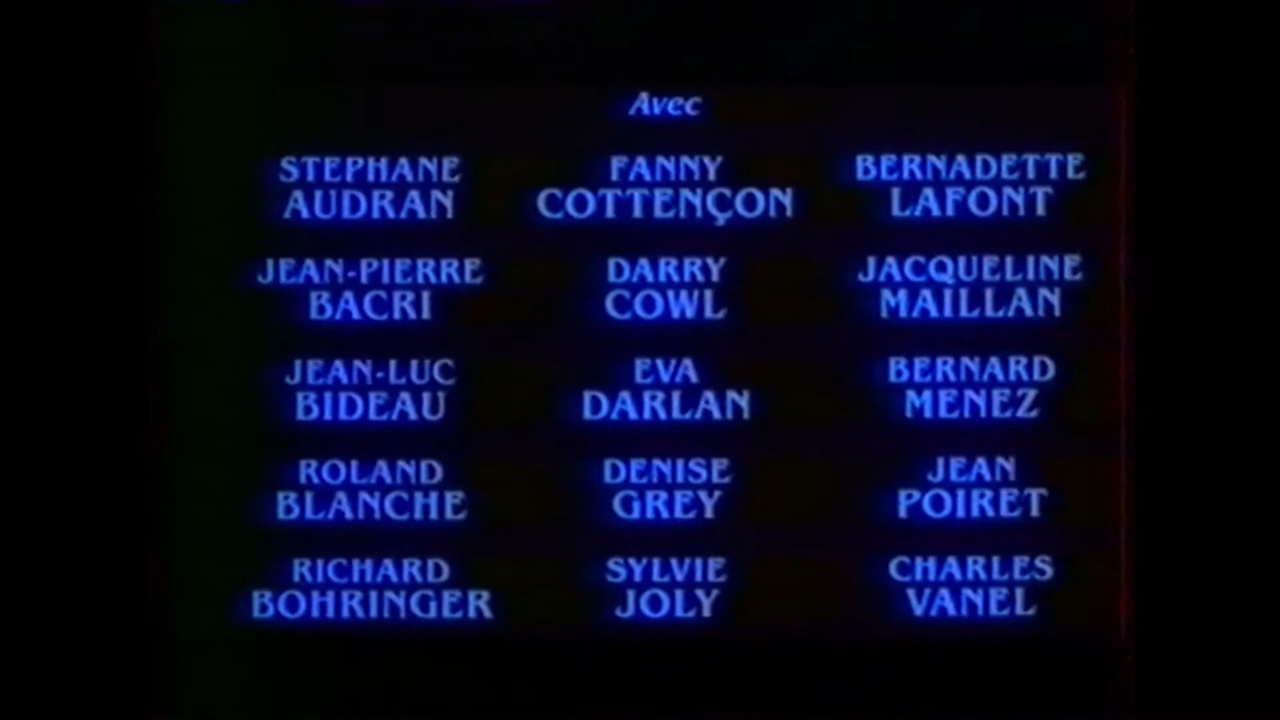 Avec
STEPHANE
AUDRAN
FANNY
COTTENÇON
BERNADETTE
LAFONT
JEAN-PIERRE
BACRI
DARRY
COWL
JACQUELINE
MAILLAN
JEAN-LUC
BIDEAU
EVA
DARLAN
BERNARD
MENEZ
ROLAND
BLANCHE
DENISE
GREY
JEAN
POIRET
RICHARD
BOHRINGER
SYLVIE
JOLY
CHARLES
VANEL